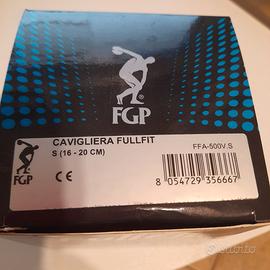 FGP
CAVIGLIERA FULLFIT
S (16 - 20 CM)
FFA-500V.S
FGP
CE
8 054729 356667
subito